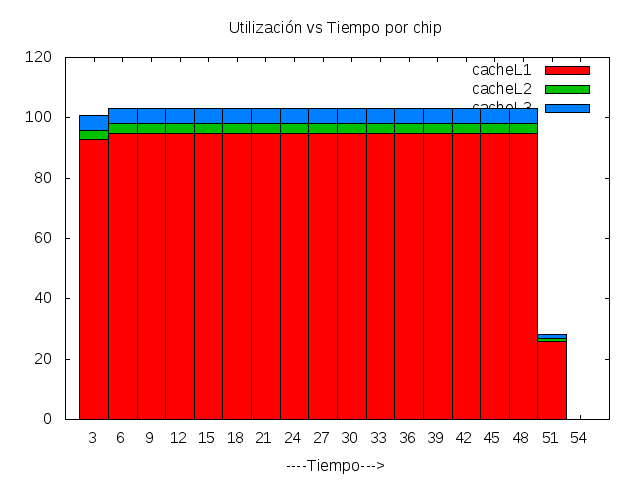 Utilización vs Tiempo por chip
120
100
80
60
40
20
0
cacheL1
cacheL2
cacheL3
3 6 9 12 15 18 21 24 27 30 33 36 39 42 45 48 51 54
----Tiempo--->